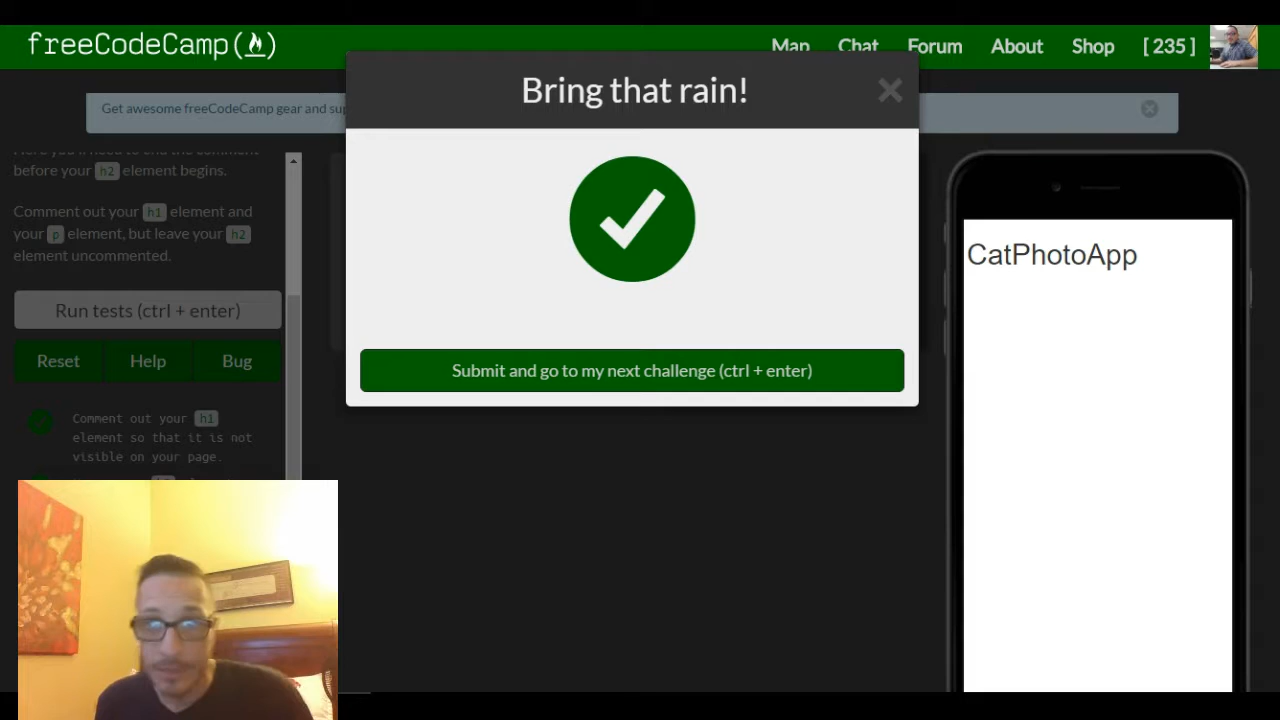 freeCodeCamp(🔥)
Map Chat Forum About Shop [ 235 ]
Bring that rain!
Get awesome freeCodeCamp gear and
before your h2 element begins.
Comment out your h1 element and
your p element, but leave your h2
element uncommented.
Run tests (ctrl + enter)
Reset Help Bug
Comment out your h1
element so that it is not
visible on your page.
Submit and go to my next challenge (ctrl + enter)
CatPhotoApp